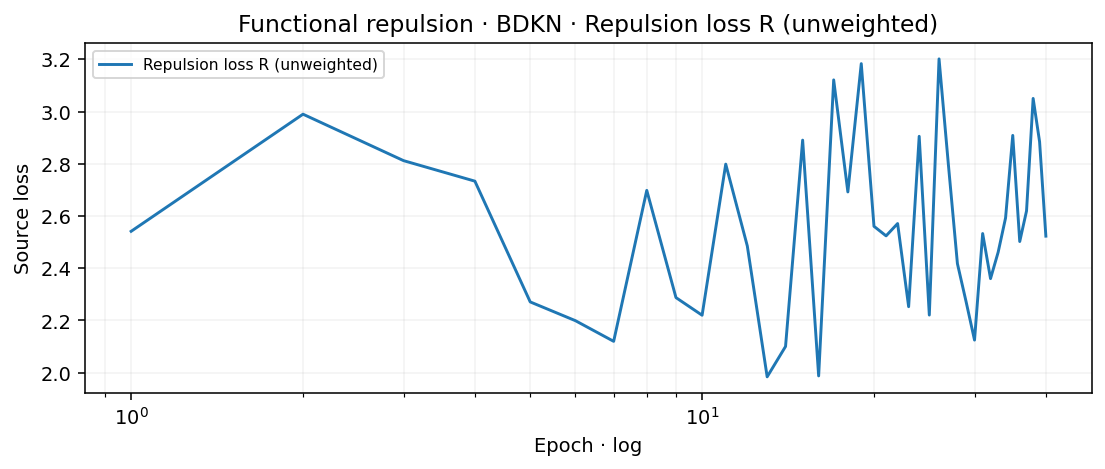 Functional repulsion · BDKN · Repulsion loss R (unweighted)
Repulsion loss R (unweighted)
Source loss
3.2
3.0
2.8
2.6
2.4
2.2
2.0
10⁰
10¹
Epoch · log